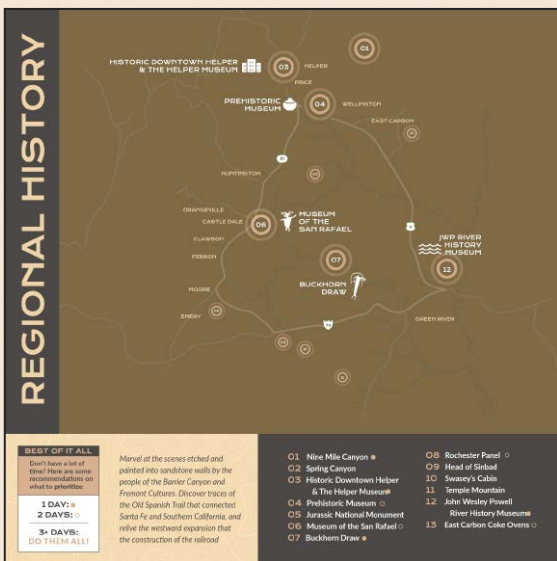 REGIONAL HISTORY
HISTORIC DOWNTOWN HELPER
& THE HELPER MUSEUM
03
HELPER
01
PRICE
PREHISTORIC
MUSEUM
04
WELLINGTON
EAST CARBON
HUNTINGTON
ORANGEVILLE
CASTLE DALE
CLAWSON
FERRON
MOORE
EMERY
06
MUSEUM
OF THE
SAN RAFAEL
07
BUCKHORN
DRAW
JWP RIVER
HISTORY
MUSEUM
12
GREEN RIVER
BEST OF IT ALL
Don't have a lot of
time? Here are some
recommendations on
what to prioritize:
1 DAY:
2 DAYS:
3+ DAYS:
DO THEM ALL!
Marvel at the scenes etched and
painted into sandstone walls by the
people of the Barrier Canyon and
Fremont Cultures. Discover traces of
the Old Spanish Trail that connected
Santa Fe and Southern California, and
relive the westward expansion that
the construction of the railroad
01 Nine Mile Canyon
02 Spring Canyon
03 Historic Downtown Helper
& The Helper Museum
04 Prehistoric Museum
05 Jurassic National Monument
06 Museum of the San Rafael
07 Buckhorn Draw
08 Rochester Panel
09 Head of Sinbad
10 Swasey's Cabin
11 Temple Mountain
12 John Wesley Powell
River History Museum
13 East Carbon Coke Ovens